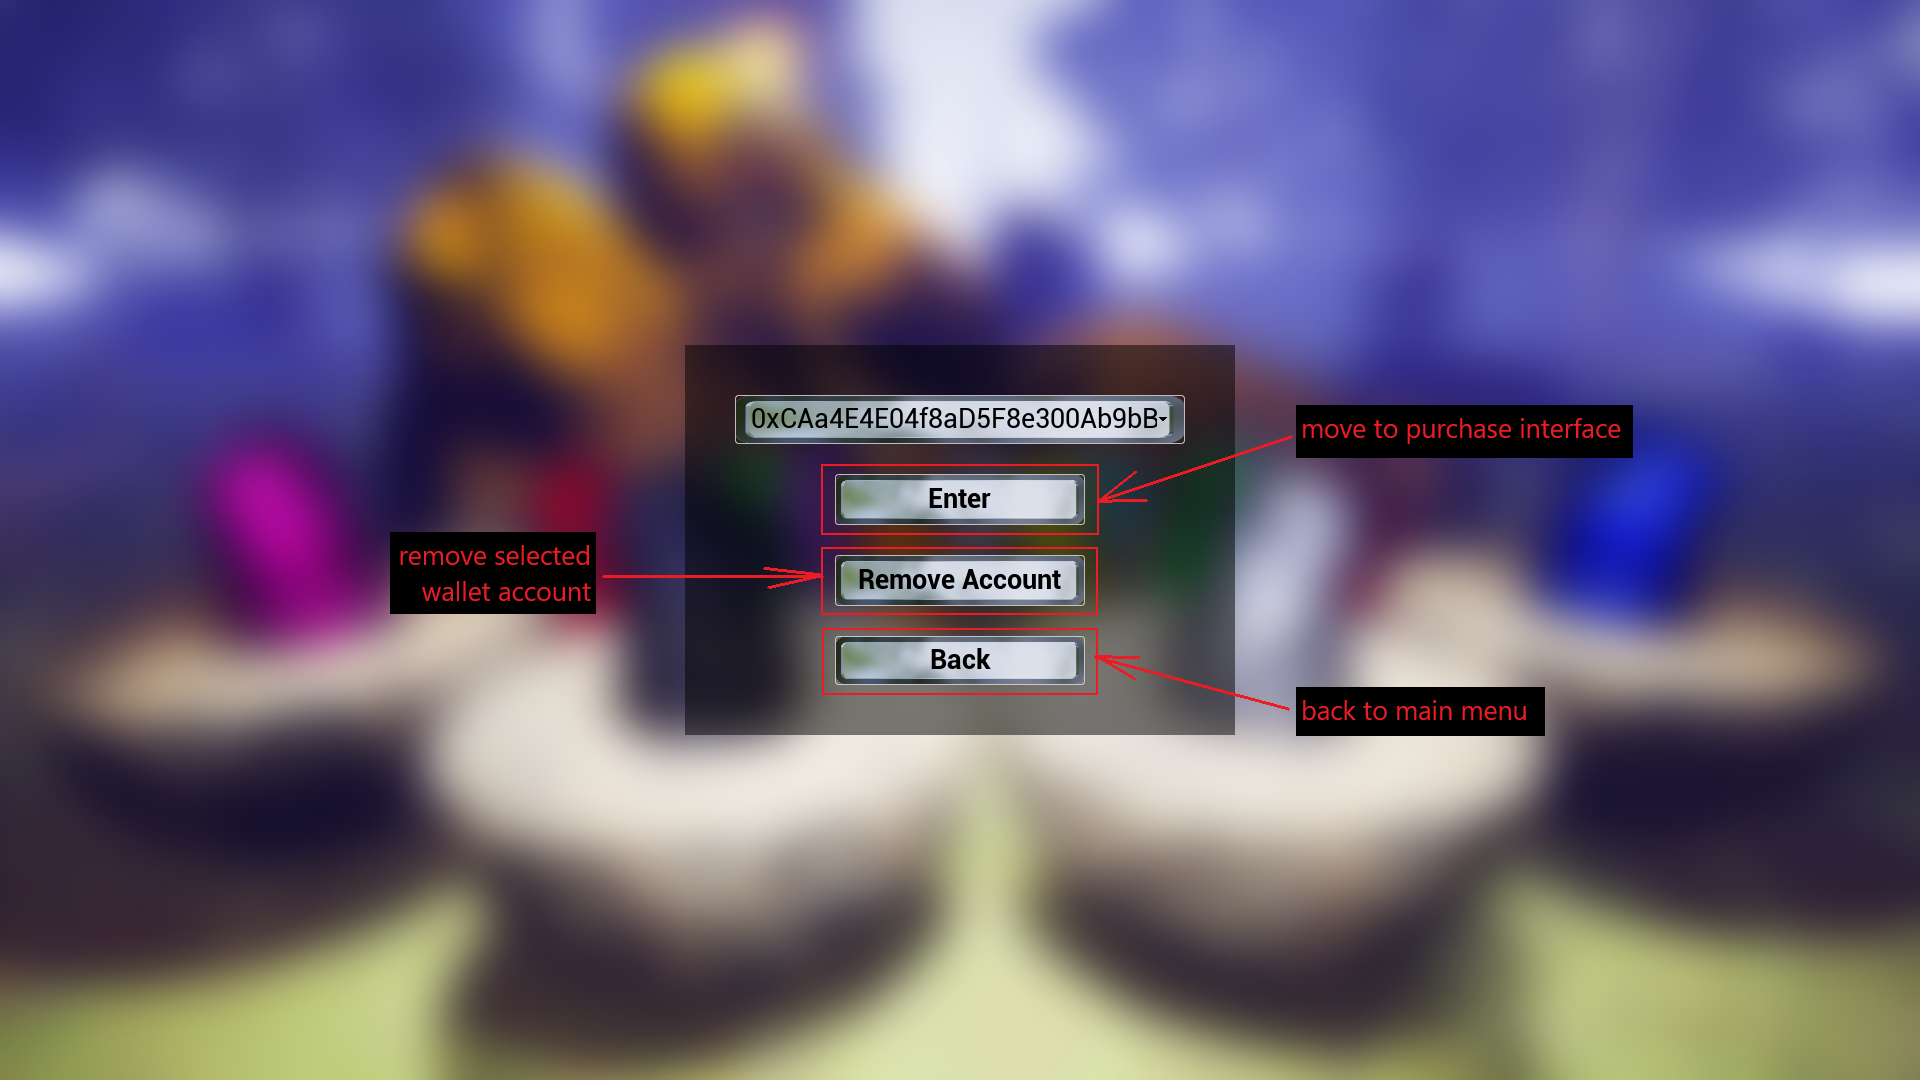 0xCAa4E4E04f8aD5F8e300Ab9bB
move to purchase interface
Enter
remove selected
wallet account
Remove Account
Back
back to main menu